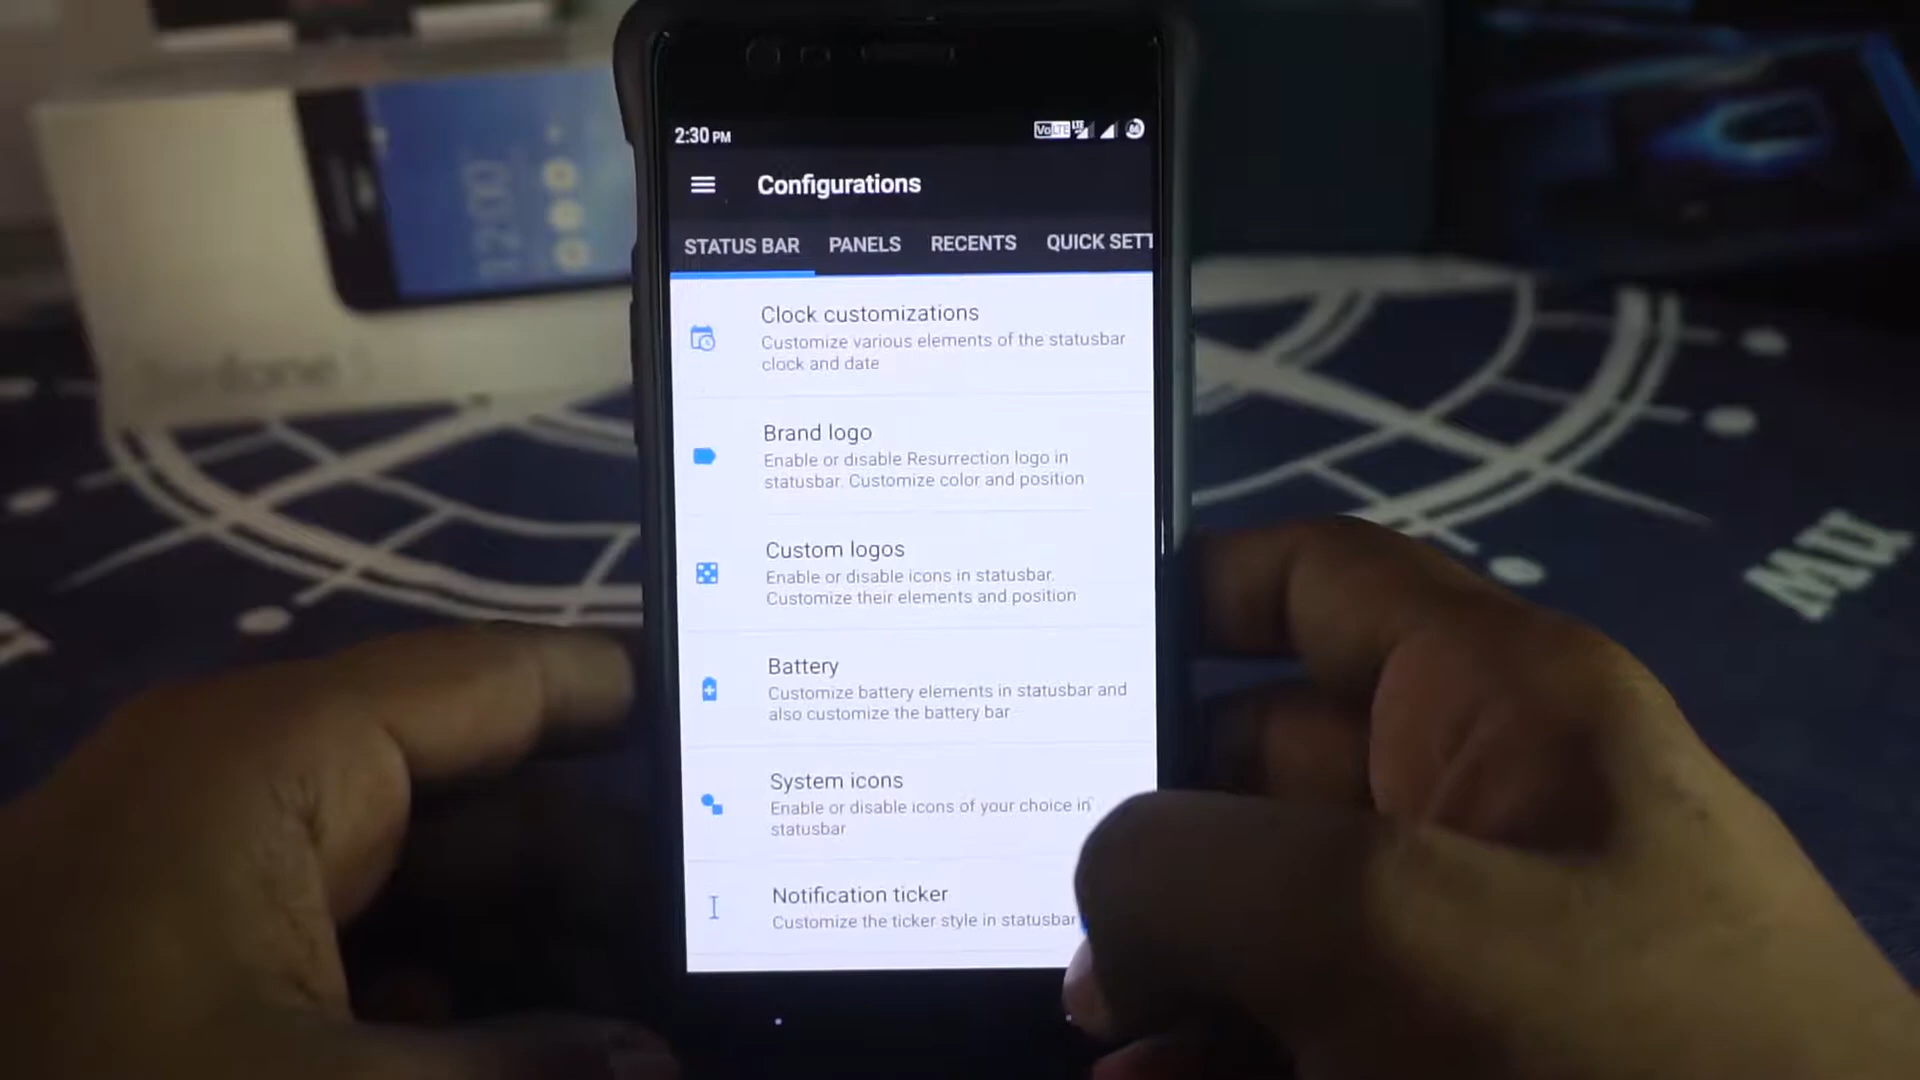 2:30 PM
VoLTE LTE
Configurations
STATUS BAR PANELS RECENTS QUICK SETT
Clock customizations
Customize various elements of the statusbar
clock and date
Brand logo
Enable or disable Resurrection logo in
statusbar. Customize color and position
Custom logos
Enable or disable icons in statusbar.
Customize their elements and position
Battery
Customize battery elements in statusbar and
also customize the battery bar
System icons
Enable or disable icons of your choice in
statusbar
Notification ticker
Customize the ticker style in statusbar
12:00